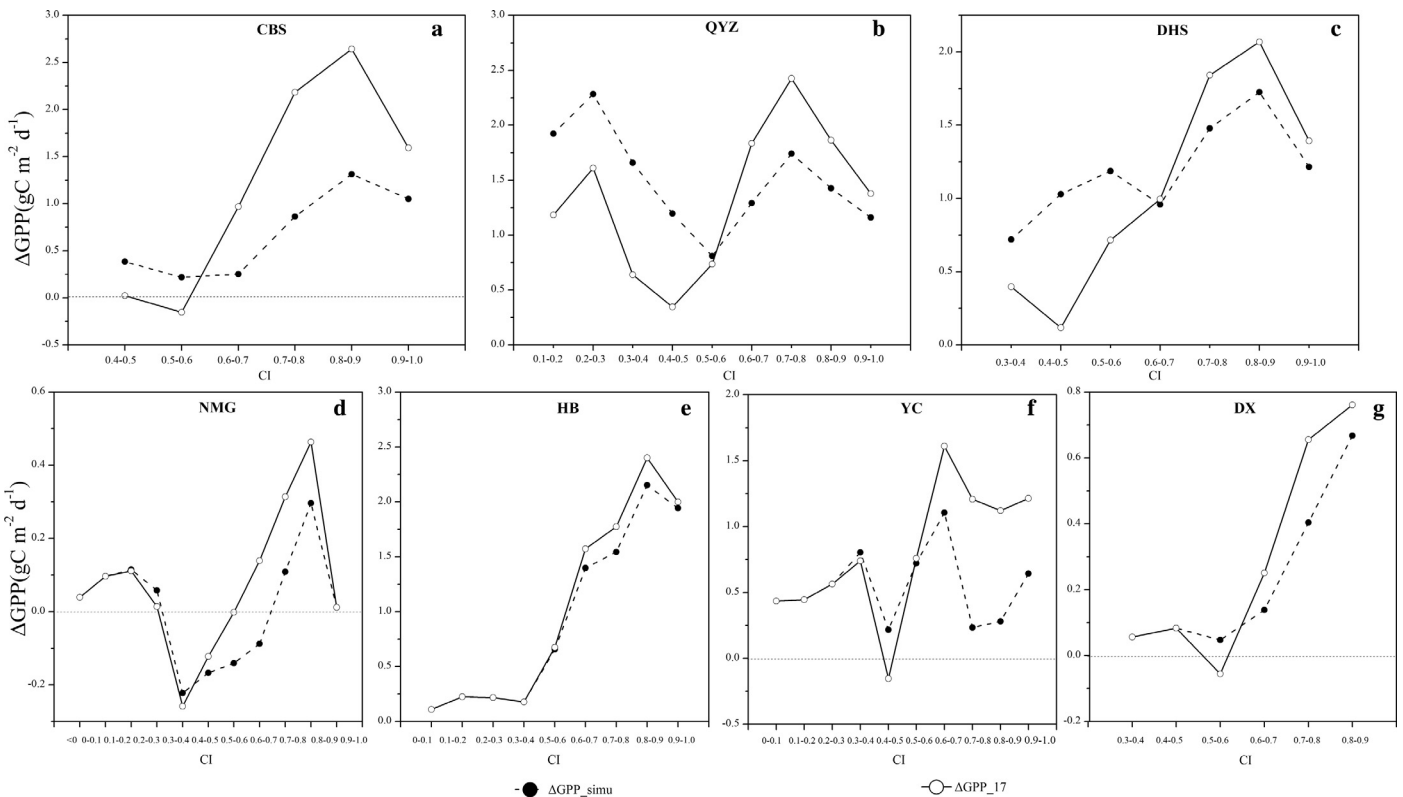 CBS a
ΔGPP(gC m-2 d-1)
3.0
2.5
2.0
1.5
1.0
0.5
0.0
-0.5
0.4-0.5 0.5-0.6 0.6-0.7 0.7-0.8 0.8-0.9 0.9-1.0
CI
QYZ b
3.0
2.5
2.0
1.5
1.0
0.5
0.0
0.1-0.2 0.2-0.3 0.3-0.4 0.4-0.5 0.5-0.6 0.6-0.7 0.7-0.8 0.8-0.9 0.9-1.0
CI
DHS c
2.0
1.5
1.0
0.5
0.0
0.3-0.4 0.4-0.5 0.5-0.6 0.6-0.7 0.7-0.8 0.8-0.9 0.9-1.0
CI
NMG d
ΔGPP(gC m-2 d-1)
0.6
0.4
0.2
0.0
-0.2
<0 0-0.1 0.1-0.2 0.2-0.3 0.3-0.4 0.4-0.5 0.5-0.6 0.6-0.7 0.7-0.8 0.8-0.9 0.9-1.0
CI
HB e
3.0
2.5
2.0
1.5
1.0
0.5
0.0
0-0.1 0.1-0.2 0.2-0.3 0.3-0.4 0.5-0.6 0.6-0.7 0.7-0.8 0.8-0.9 0.9-1.0
CI
YC f
2.0
1.5
1.0
0.5
0.0
-0.5
0-0.1 0.1-0.2 0.2-0.3 0.3-0.4 0.4-0.5 0.5-0.6 0.6-0.7 0.7-0.8 0.8-0.9 0.9-1.0
CI
DX g
0.8
0.6
0.4
0.2
0.0
-0.2
0.3-0.4 0.4-0.5 0.5-0.6 0.6-0.7 0.7-0.8 0.8-0.9
CI
ΔGPP_simu
ΔGPP_17